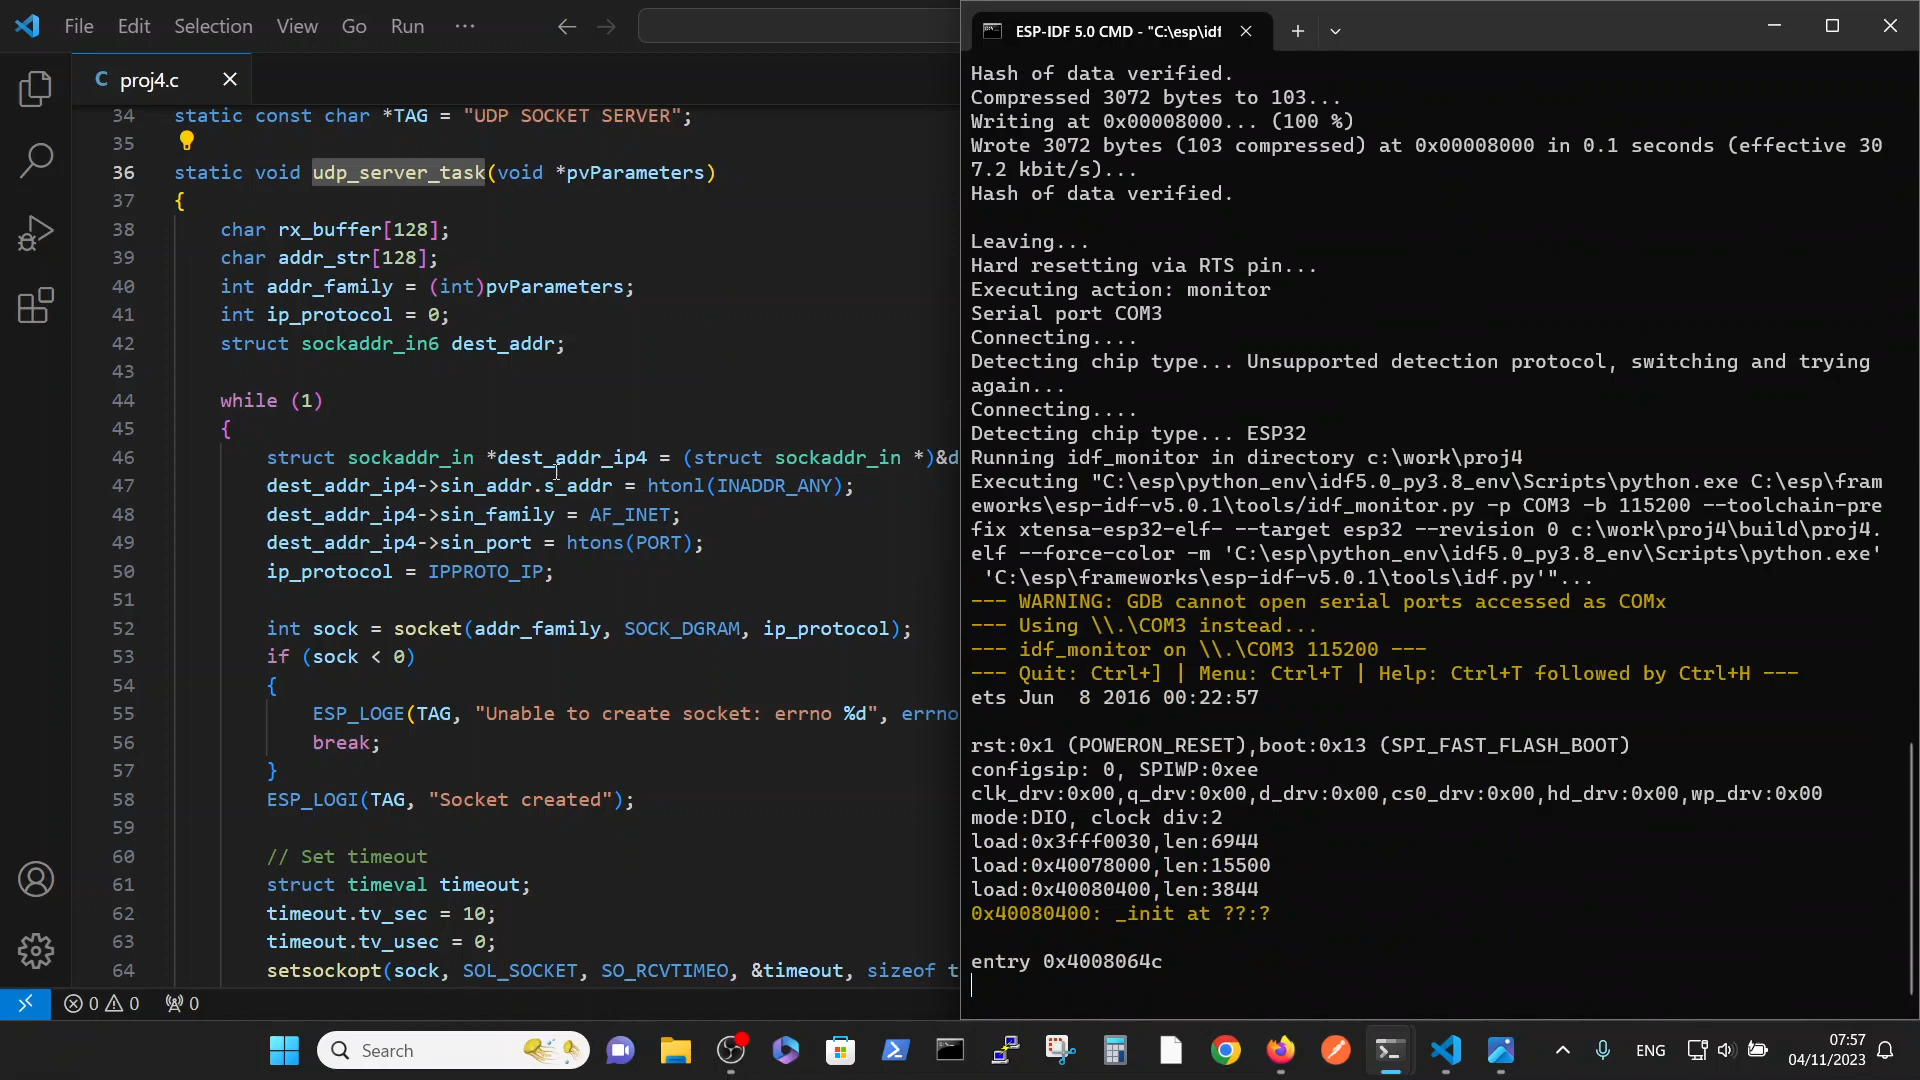 File Edit Selection View Go Run ···
C proj4.c
34 static const char *TAG = "UDP SOCKET SERVER";
35
36 static void udp_server_task(void *pvParameters)
37 {
38 char rx_buffer[128];
39 char addr_str[128];
40 int addr_family = (int)pvParameters;
41 int ip_protocol = 0;
42 struct sockaddr_in6 dest_addr;
43
44 while (1)
45 {
46 struct sockaddr_in *dest_addr_ip4 = (struct sockaddr_in *)&d
47 dest_addr_ip4->sin_addr.s_addr = htonl(INADDR_ANY);
48 dest_addr_ip4->sin_family = AF_INET;
49 dest_addr_ip4->sin_port = htons(PORT);
50 ip_protocol = IPPROTO_IP;
51
52 int sock = socket(addr_family, SOCK_DGRAM, ip_protocol);
53 if (sock < 0)
54 {
55 ESP_LOGE(TAG, "Unable to create socket: errno %d", errno
56 break;
57 }
58 ESP_LOGI(TAG, "Socket created");
59
60 // Set timeout
61 struct timeval timeout;
62 timeout.tv_sec = 10;
63 timeout.tv_usec = 0;
64 setsockopt(sock, SOL_SOCKET, SO_RCVTIMEO, &timeout, sizeof t
0 0 0
ESP-IDF 5.0 CMD - "C:\esp\idf
Hash of data verified.
Compressed 3072 bytes to 103...
Writing at 0x00008000... (100 %)
Wrote 3072 bytes (103 compressed) at 0x00008000 in 0.1 seconds (effective 30
7.2 kbit/s)...
Hash of data verified.
Leaving...
Hard resetting via RTS pin...
Executing action: monitor
Serial port COM3
Connecting....
Detecting chip type... Unsupported detection protocol, switching and trying
again...
Connecting....
Detecting chip type... ESP32
Running idf_monitor in directory c:\work\proj4
Executing "C:\esp\python_env\idf5.0_py3.8_env\Scripts\python.exe C:\esp\fram
eworks\esp-idf-v5.0.1\tools/idf_monitor.py -p COM3 -b 115200 --toolchain-pre
fix xtensa-esp32-elf- --target esp32 --revision 0 c:\work\proj4\build\proj4.
elf --force-color -m 'C:\esp\python_env\idf5.0_py3.8_env\Scripts\python.exe'
'C:\esp\frameworks\esp-idf-v5.0.1\tools\idf.py'"...
--- WARNING: GDB cannot open serial ports accessed as COMx
--- Using \\.\COM3 instead...
--- idf_monitor on \\.\COM3 115200 ---
--- Quit: Ctrl+] | Menu: Ctrl+T | Help: Ctrl+T followed by Ctrl+H ---
ets Jun  8 2016 00:22:57
rst:0x1 (POWERON_RESET),boot:0x13 (SPI_FAST_FLASH_BOOT)
configsip: 0, SPIWP:0xee
clk_drv:0x00,q_drv:0x00,d_drv:0x00,cs0_drv:0x00,hd_drv:0x00,wp_drv:0x00
mode:DIO, clock div:2
load:0x3fff0030,len:6944
load:0x40078000,len:15500
load:0x40080400,len:3844
0x40080400: _init at ??:?
entry 0x4008064c
Search
ENG
07:57
04/11/2023